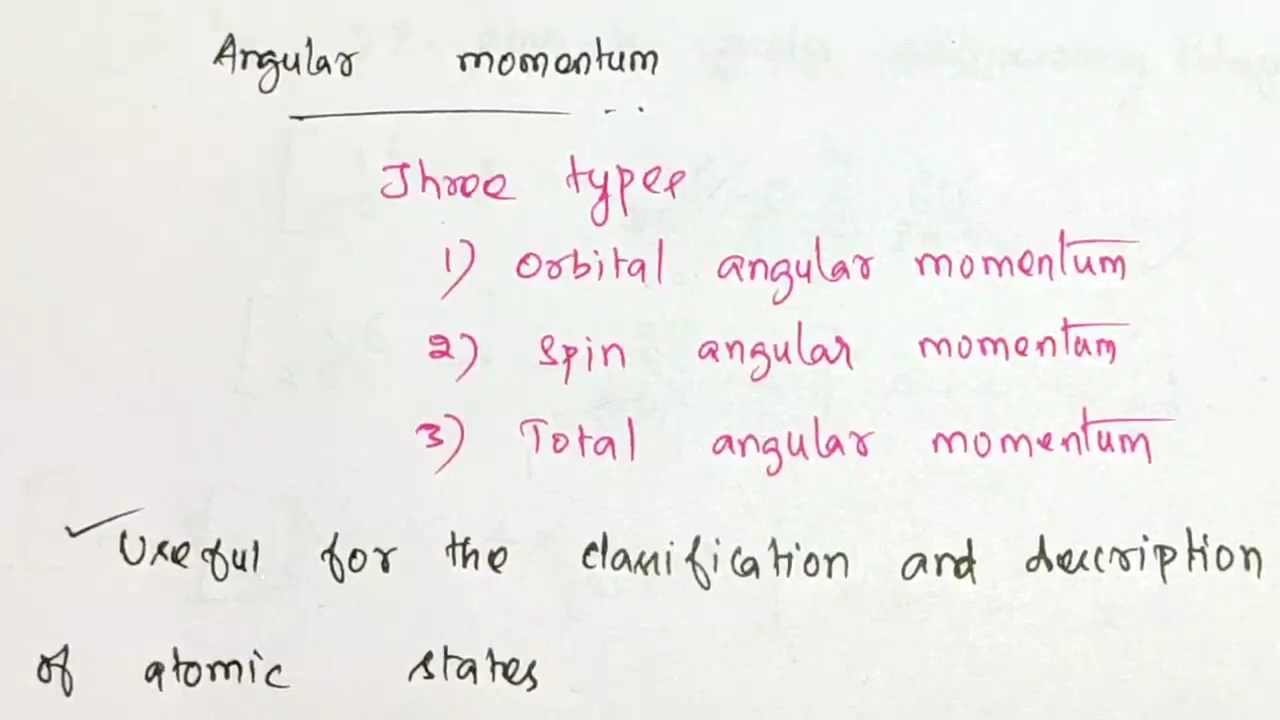 Angular momentum
Three types
1) Orbital angular momentum
2) Spin angular momentum
3) Total angular momentum
✓ Useful for the classification and description
of atomic states